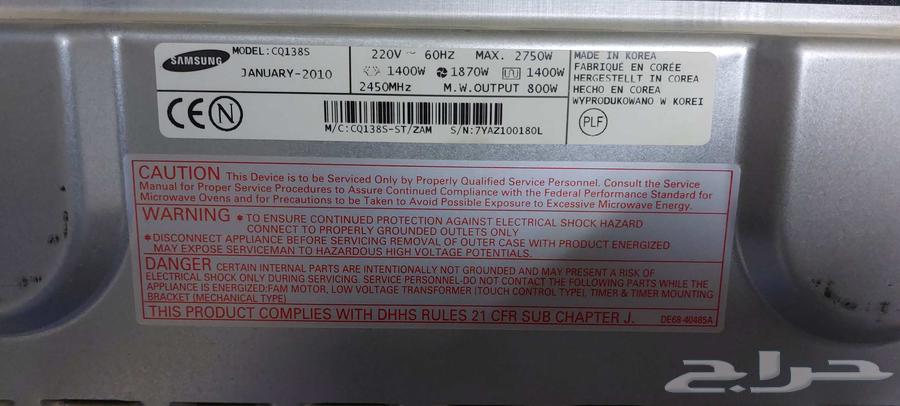 SAMSUNG
MODEL:CQ138S
JANUARY-2010
220V ~ 60HZ MAX. 2750W
1400W 1870W 1400W
2450MHz M.W.OUTPUT 800W
MADE IN KOREA
FABRIQUÉ EN CORÉE
HERGESTELLT IN COREA
HECHO EN COREA
WYPRODUKOWANO W KOREI
CE N
PLF
M/C:CQ138S-ST/ZAM S/N:7YAZ100180L
CAUTION This Device is to be Serviced Only by Properly Qualified Service Personnel. Consult the Service
Manual for Proper Service Procedures to Assure Continued Compliance with the Federal Performance Standard for
Microwave Ovens and for Precautions to be Taken to Avoid Possible Exposure to Excessive Microwave Energy.
WARNING * TO ENSURE CONTINUED PROTECTION AGAINST ELECTRICAL SHOCK HAZARD
CONNECT TO PROPERLY GROUNDED OUTLETS ONLY
*DISCONNECT APPLIANCE BEFORE SERVICING REMOVAL OF OUTER CASE WITH PRODUCT ENERGIZED
MAY EXPOSE SERVICEMAN TO HAZARDOUS HIGH VOLTAGE POTENTIALS.
DANGER CERTAIN INTERNAL PARTS ARE INTENTIONALLY NOT GROUNDED AND MAY PRESENT A RISK OF
ELECTRICAL SHOCK ONLY DURING SERVICING. SERVICE PERSONNEL-DO NOT CONTACT THE FOLLOWING PARTS WHILE THE
APPLIANCE IS ENERGIZED:FAM MOTOR, LOW VOLTAGE TRANSFORMER (TOUCH CONTROL TYPE), TIMER & TIMER MOUNTING
BRACKET (MECHANICAL TYPE)
THIS PRODUCT COMPLIES WITH DHHS RULES 21 CFR SUB CHAPTER J. DE68-40485A
حراج